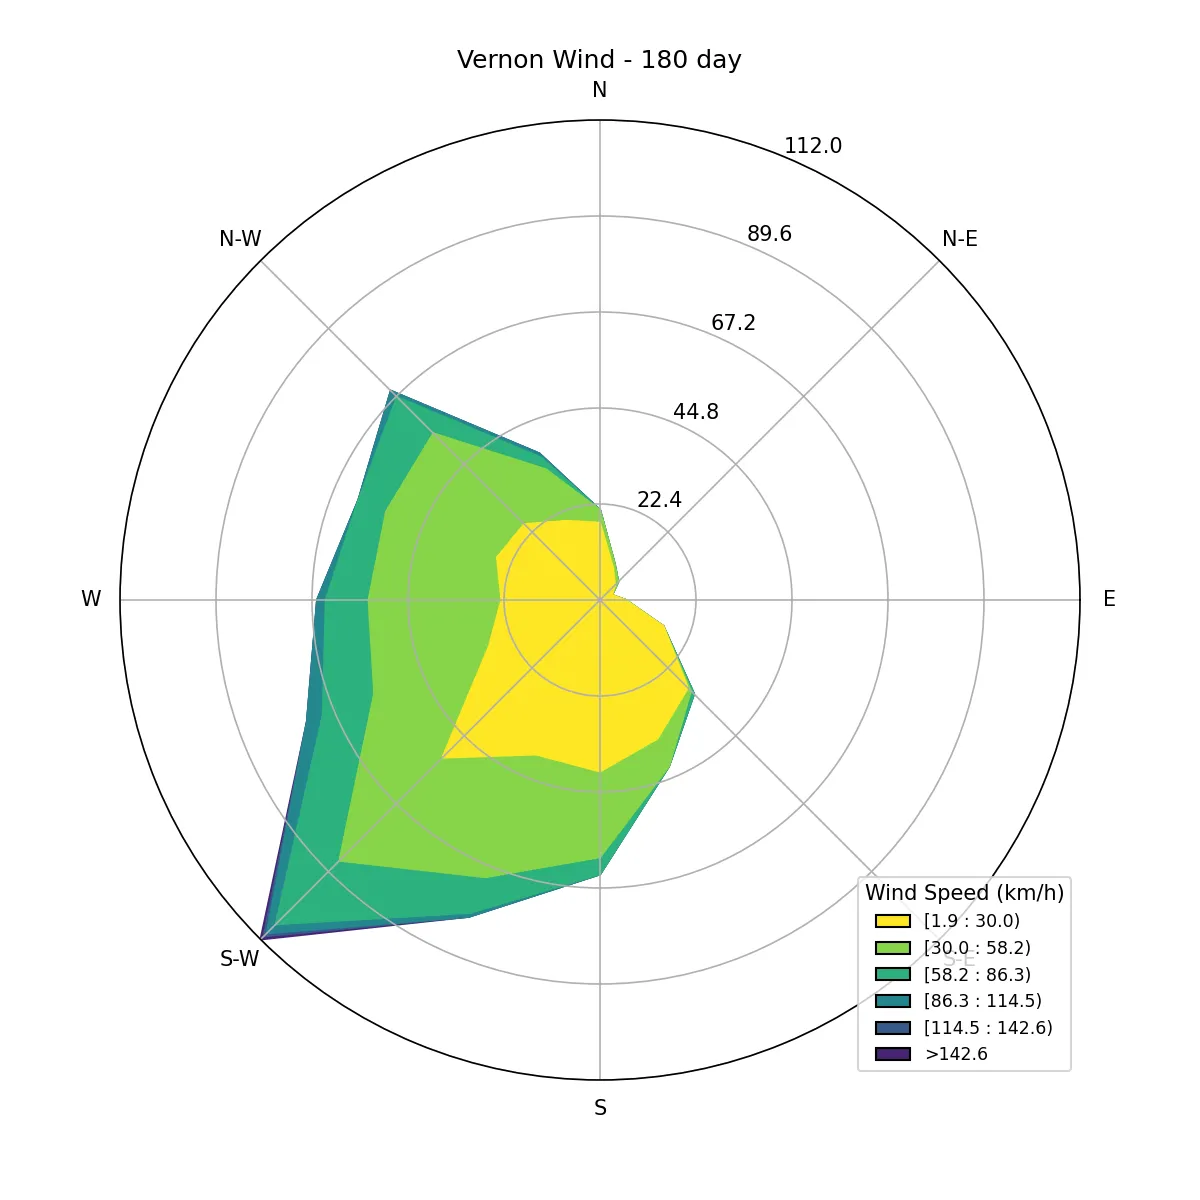 Vernon Wind - 180 day
N
112.0
N-W
89.6
N-E
67.2
44.8
22.4
W
E
Wind Speed (km/h)
[1.9 : 30.0)
[30.0 : 58.2)
S-W
S-E
[58.2 : 86.3)
[86.3 : 114.5)
[114.5 : 142.6)
>142.6
S